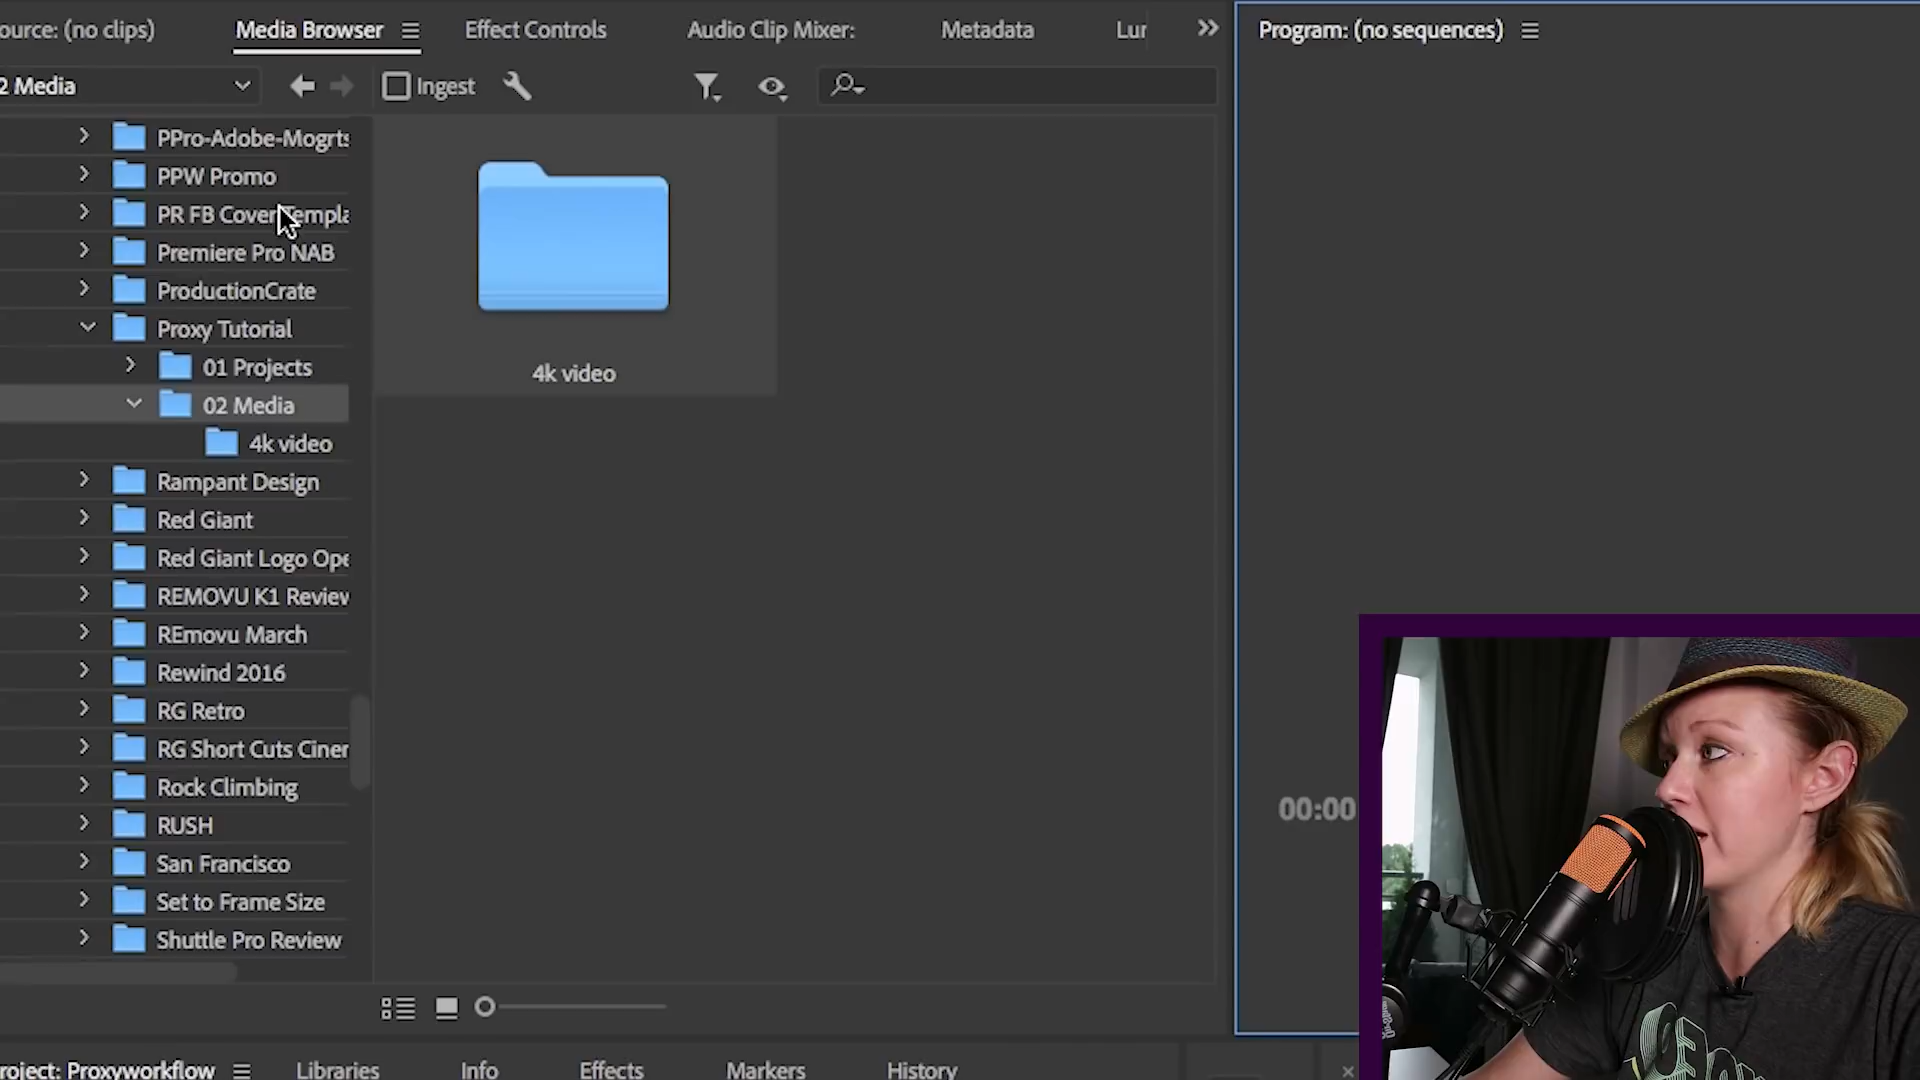 ource: (no clips)
Media Browser
Effect Controls
Audio Clip Mixer:
Metadata
Lur
Program: (no sequences)
2 Media
Ingest
PPro-Adobe-Mogrts
PPW Promo
PR FB Cover Templa
Premiere Pro NAB
ProductionCrate
Proxy Tutorial
01 Projects
02 Media
4k video
Rampant Design
Red Giant
Red Giant Logo Ope
REMOVU K1 Review
REmovu March
Rewind 2016
RG Retro
RG Short Cuts Ciner
Rock Climbing
RUSH
San Francisco
Set to Frame Size
Shuttle Pro Review
4k video
00:00
roject: Proxyworkflow
Libraries
Info
Effects
Markers
History